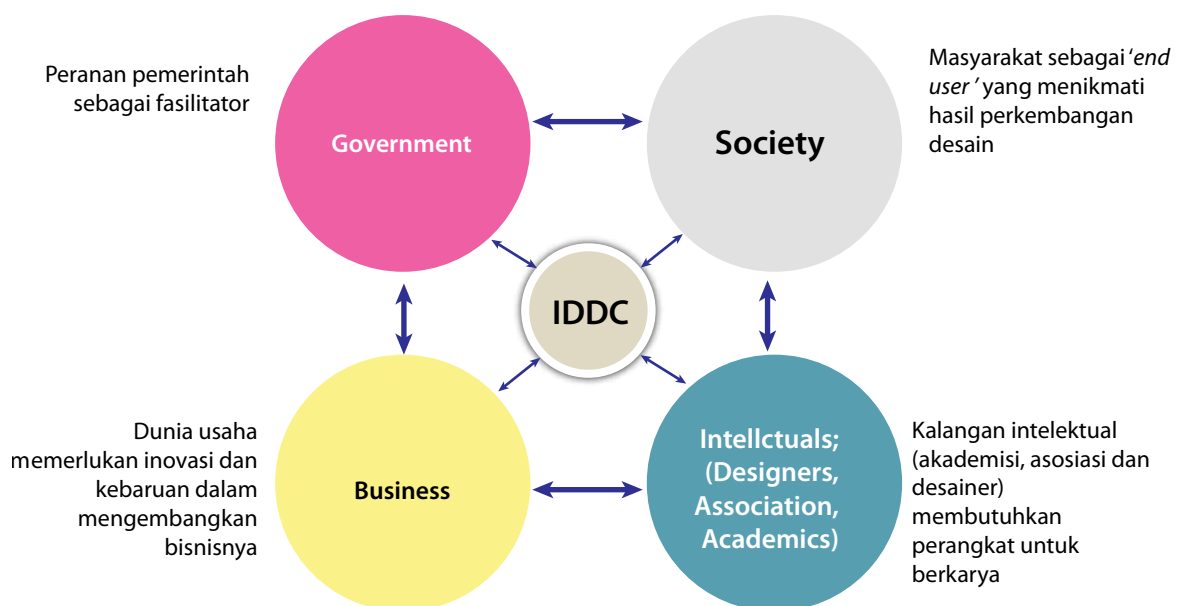 Peranan pemerintah
sebagai fasilitator
Government
Society
Masyarakat sebagai ‘end
user ’ yang menikmati
hasil perkembangan
desain
IDDC
Dunia usaha
memerlukan inovasi dan
kebaruan dalam
mengembangkan
bisnisnya
Business
Intellctuals;
(Designers,
Association,
Academics)
Kalangan intelektual
(akademisi, asosiasi dan
desainer)
membutuhkan
perangkat untuk
berkarya